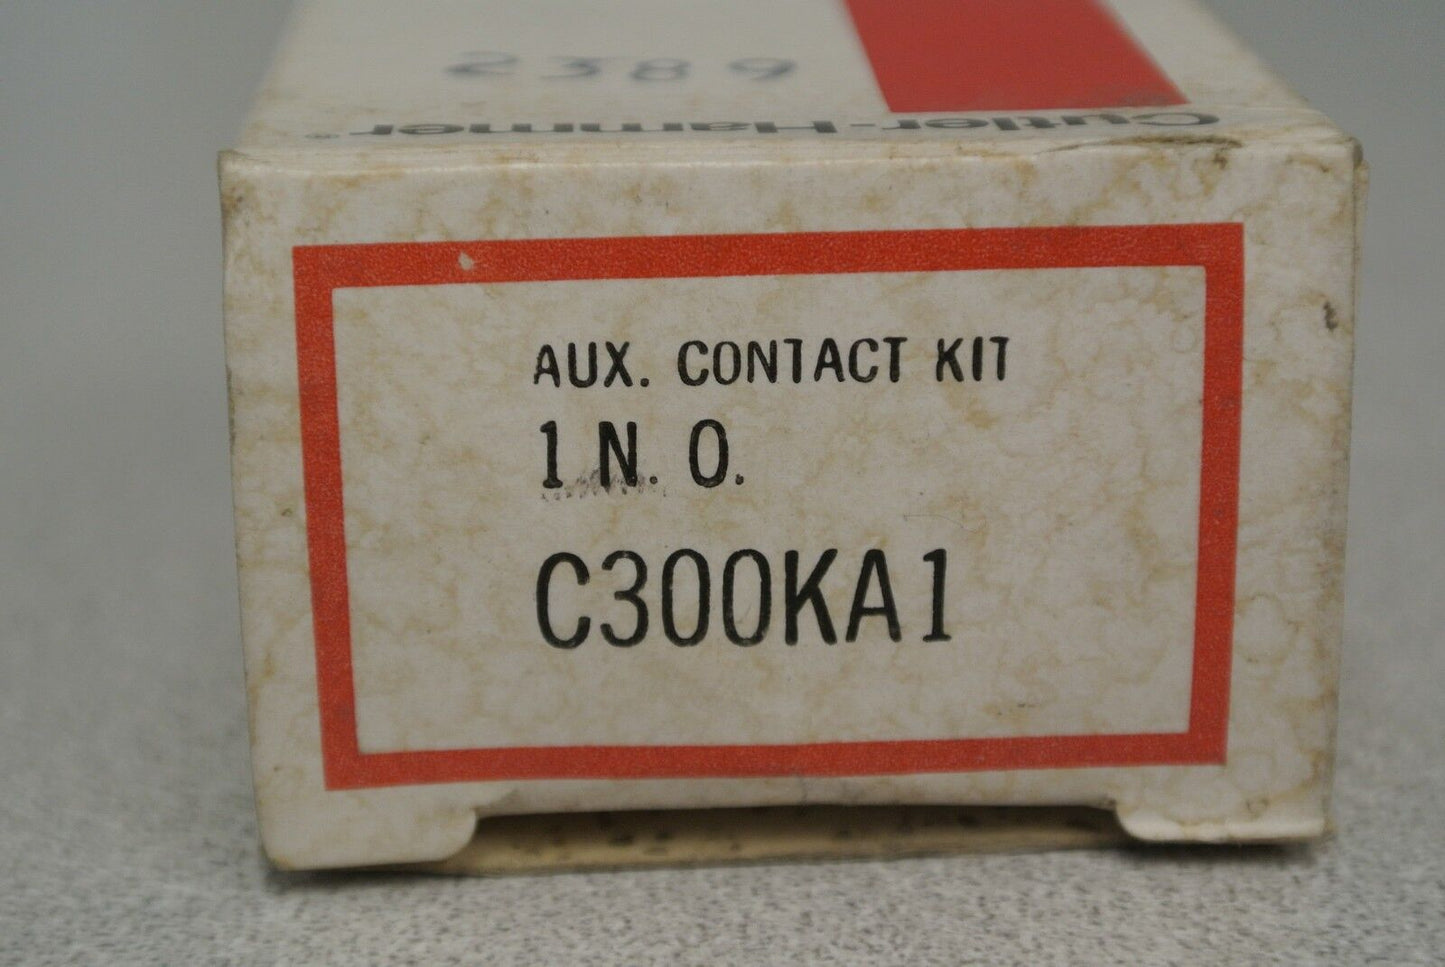 2389
Cutler-Hammer®
AUX. CONTACT KIT
1 N. O.
C300KA1